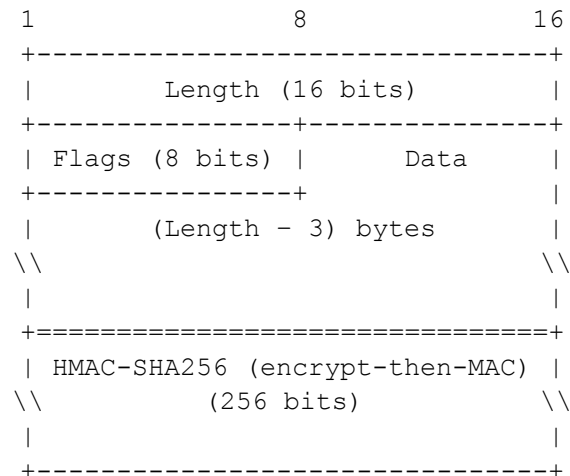 1 8 16
+--------------------------------+
| Length (16 bits) |
+----------------+---------------+
| Flags (8 bits) | Data |
+----------------+ |
| (Length – 3) bytes |
\\ \\
| |
+================================+
| HMAC-SHA256 (encrypt-then-MAC) |
\\ (256 bits) \\
| |
+--------------------------------+